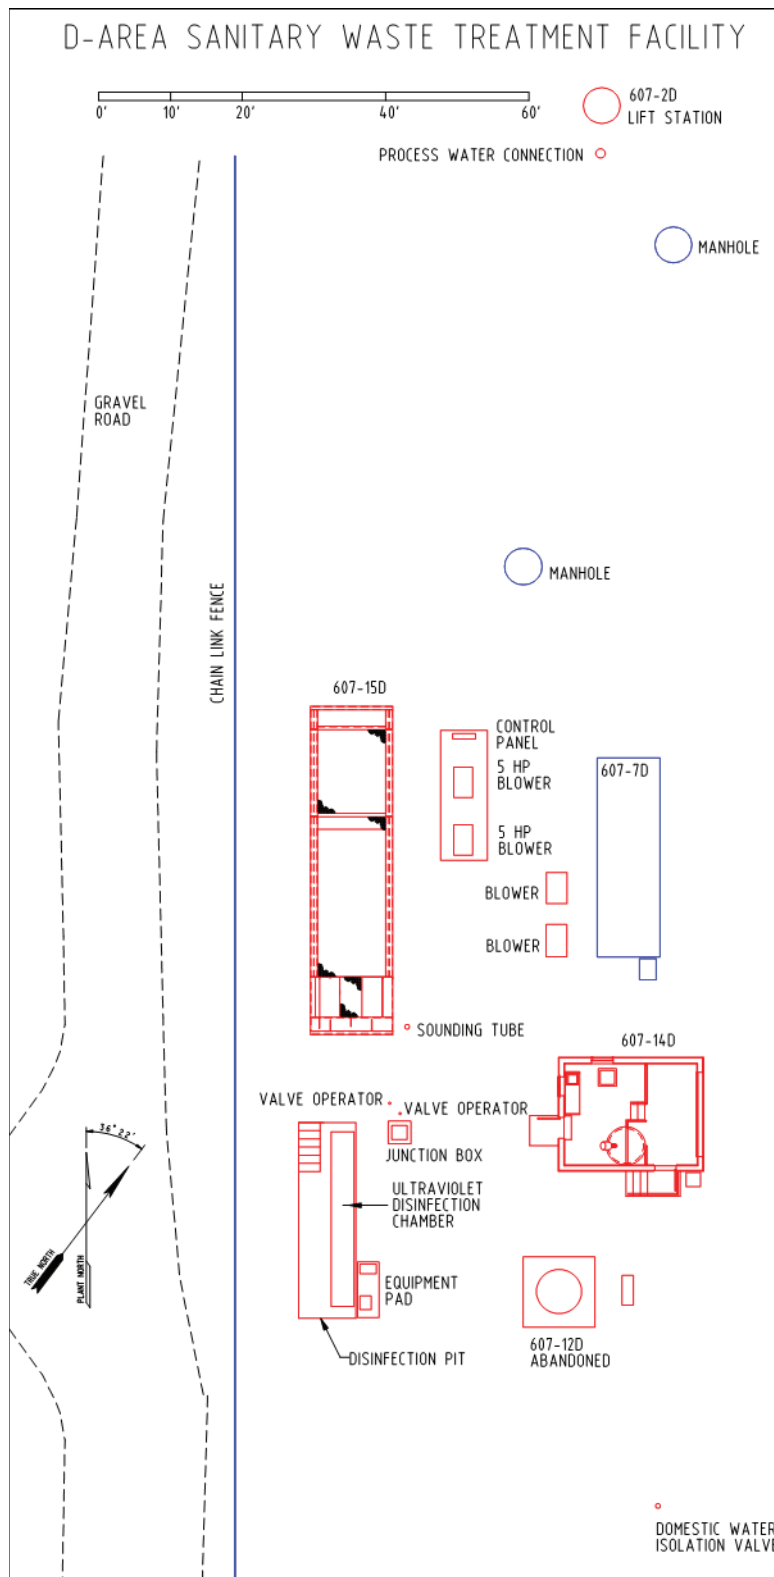 D-AREA SANITARY WASTE TREATMENT FACILITY
0' 10' 20' 40' 60'
607-2D
LIFT STATION
PROCESS WATER CONNECTION
MANHOLE
GRAVEL
ROAD
MANHOLE
CHAIN LINK FENCE
607-15D
CONTROL
PANEL
5 HP
BLOWER
607-7D
5 HP
BLOWER
BLOWER
BLOWER
SOUNDING TUBE
607-14D
VALVE OPERATOR
VALVE OPERATOR
36° 22'
JUNCTION BOX
ULTRAVIOLET
DISINFECTION
CHAMBER
TRUE NORTH
PLANT NORTH
EQUIPMENT
PAD
DISINFECTION PIT
607-12D
ABANDONED
DOMESTIC WATER
ISOLATION VALVE